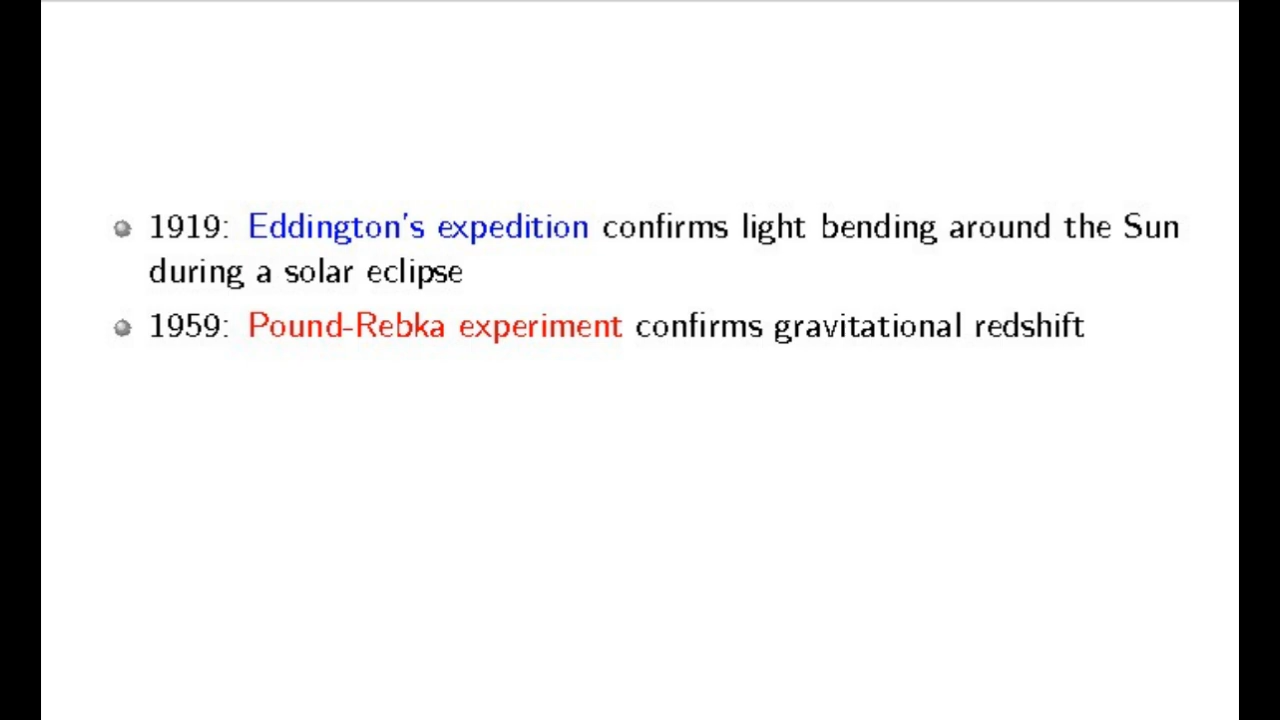 1919: Eddington's expedition confirms light bending around the Sun
during a solar eclipse
1959: Pound-Rebka experiment confirms gravitational redshift